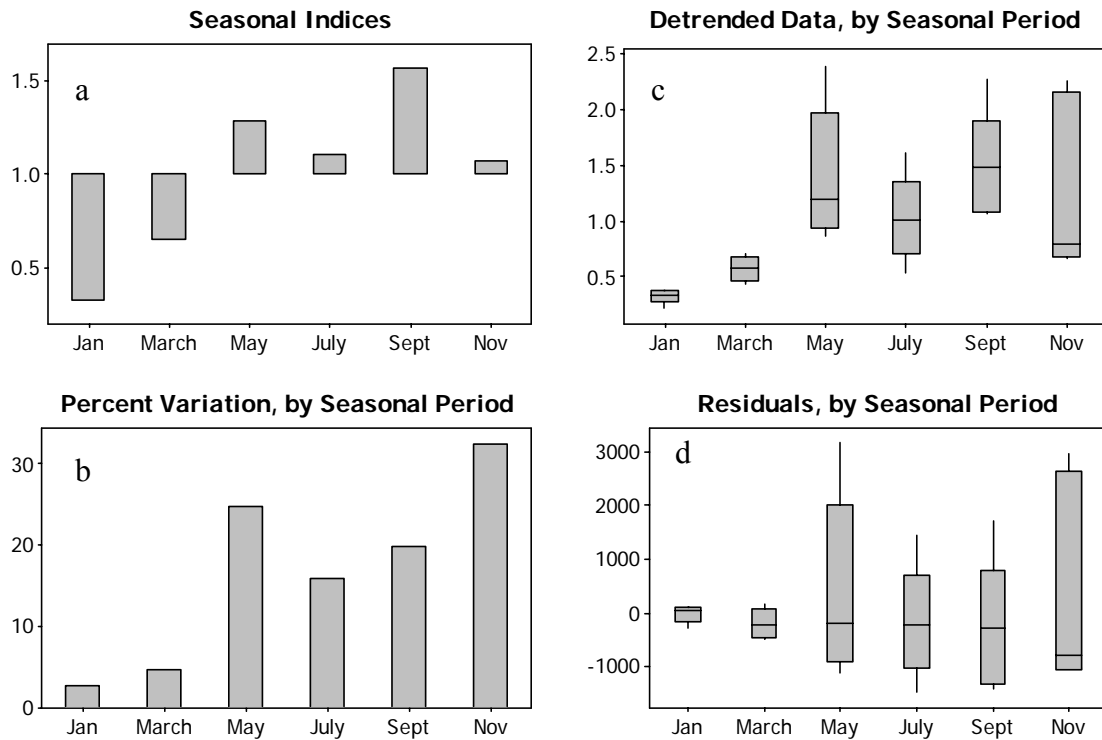 Seasonal Indices
a
1.5
1.0
0.5
Jan March May July Sept Nov
Detrended Data, by Seasonal Period
c
2.5
2.0
1.5
1.0
0.5
Jan March May July Sept Nov
Percent Variation, by Seasonal Period
b
30
20
10
0
Jan March May July Sept Nov
Residuals, by Seasonal Period
d
3000
2000
1000
0
-1000
Jan March May July Sept Nov